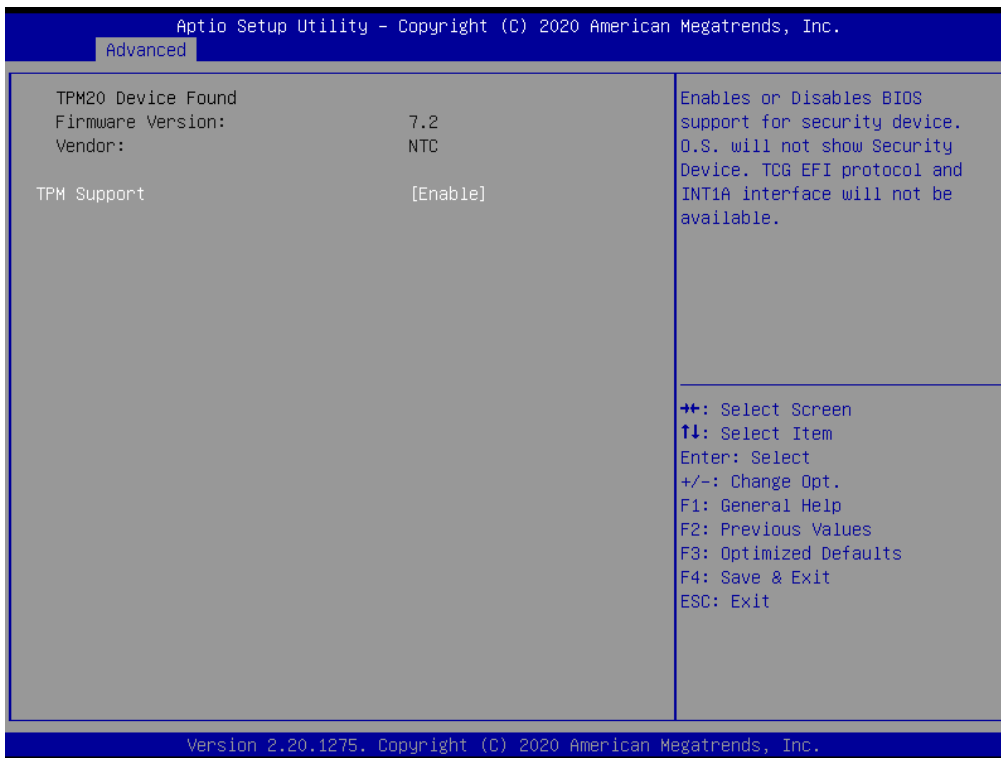 Aptio Setup Utility – Copyright (C) 2020 American Megatrends, Inc.
Advanced
TPM20 Device Found
Firmware Version: 7.2
Vendor: NTC
TPM Support [Enable]
Enables or Disables BIOS
support for security device.
O.S. will not show Security
Device. TCG EFI protocol and
INT1A interface will not be
available.
→←: Select Screen
↑↓: Select Item
Enter: Select
+/-: Change Opt.
F1: General Help
F2: Previous Values
F3: Optimized Defaults
F4: Save & Exit
ESC: Exit
Version 2.20.1275. Copyright (C) 2020 American Megatrends, Inc.